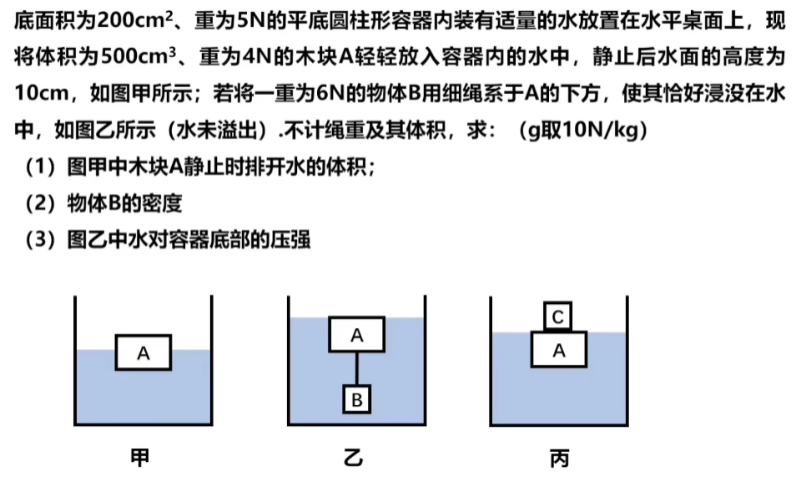 底面积为200cm²、重为5N的平底圆柱形容器内装有适量的水放置在水平桌面上，现
将体积为500cm³、重为4N的木块A轻轻放入容器内的水中，静止后水面的高度为
10cm，如图甲所示；若将一重为6N的物体B用细绳系于A的下方，使其恰好浸没在水
中，如图乙所示（水未溢出）.不计绳重及其体积，求：（g取10N/kg）
（1）图甲中木块A静止时排开水的体积；
（2）物体B的密度
（3）图乙中水对容器底部的压强
A
A
B
C
A
甲
乙
丙